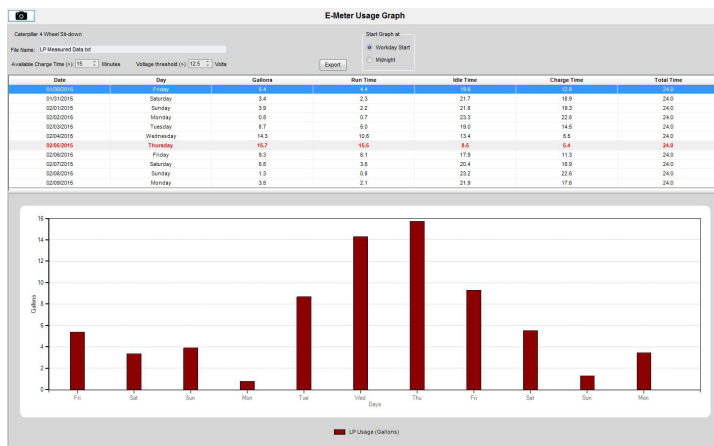 E-Meter Usage Graph
Caterpillar 4 Wheel Sit-down
Start Graph at
File Name: LP Measured Data.txt
Workday Start
Midnight
Available Charge Time (>): 15 Minutes Voltage threshold (>) 12.5 Volts
Export
Date Day Gallons Run Time Idle Time Charge Time Total Time
01/30/2015 Friday 5.4 4.4 19.6 12.8 24.0
01/31/2015 Saturday 3.4 2.3 21.7 18.9 24.0
02/01/2015 Sunday 3.9 2.2 21.8 19.3 24.0
02/02/2015 Monday 0.8 0.7 23.3 22.8 24.0
02/03/2015 Tuesday 8.7 5.0 19.0 14.5 24.0
02/04/2015 Wednesday 14.3 10.6 13.4 5.5 24.0
02/05/2015 Thursday 15.7 15.5 8.5 5.4 24.0
02/06/2015 Friday 9.3 6.1 17.9 11.3 24.0
02/07/2015 Saturday 5.5 3.6 20.4 16.9 24.0
02/08/2015 Sunday 1.3 0.8 23.2 22.6 24.0
02/09/2015 Monday 3.5 2.1 21.9 17.6 24.0
16
14
12
10
8
6
4
2
0
Gallons
Fri Sat Sun Mon Tue Wed Thu Fri Sat Sun Mon
Days
LP Usage (Gallons)